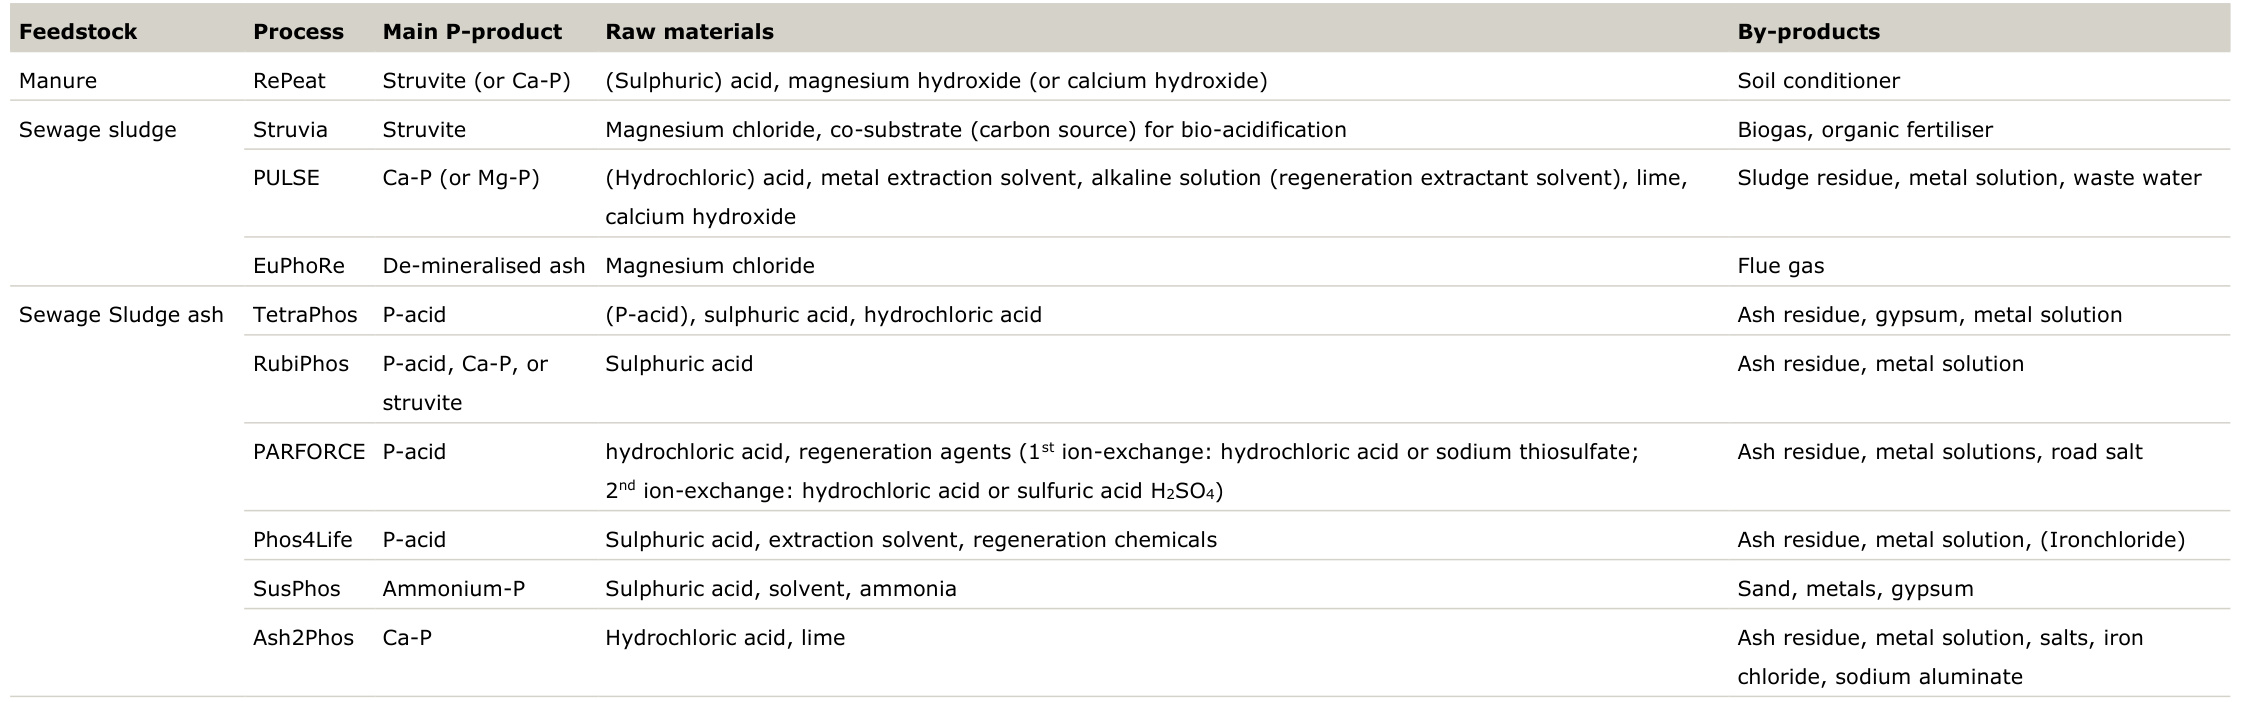 Feedstock Process Main P-product Raw materials By-products
Manure RePeat Struvite (or Ca-P) (Sulphuric) acid, magnesium hydroxide (or calcium hydroxide) Soil conditioner
Sewage sludge Struvia Struvite Magnesium chloride, co-substrate (carbon source) for bio-acidification Biogas, organic fertiliser
PULSE Ca-P (or Mg-P) (Hydrochloric) acid, metal extraction solvent, alkaline solution (regeneration extractant solvent), lime, Sludge residue, metal solution, waste water
calcium hydroxide
EuPhoRe De-mineralised ash Magnesium chloride Flue gas
Sewage Sludge ash TetraPhos P-acid (P-acid), sulphuric acid, hydrochloric acid Ash residue, gypsum, metal solution
RubiPhos P-acid, Ca-P, or Sulphuric acid Ash residue, metal solution
struvite
PARFORCE P-acid hydrochloric acid, regeneration agents (1st ion-exchange: hydrochloric acid or sodium thiosulfate; Ash residue, metal solutions, road salt
2nd ion-exchange: hydrochloric acid or sulfuric acid H₂SO₄)
Phos4Life P-acid Sulphuric acid, extraction solvent, regeneration chemicals Ash residue, metal solution, (Ironchloride)
SusPhos Ammonium-P Sulphuric acid, solvent, ammonia Sand, metals, gypsum
Ash2Phos Ca-P Hydrochloric acid, lime Ash residue, metal solution, salts, iron
chloride, sodium aluminate